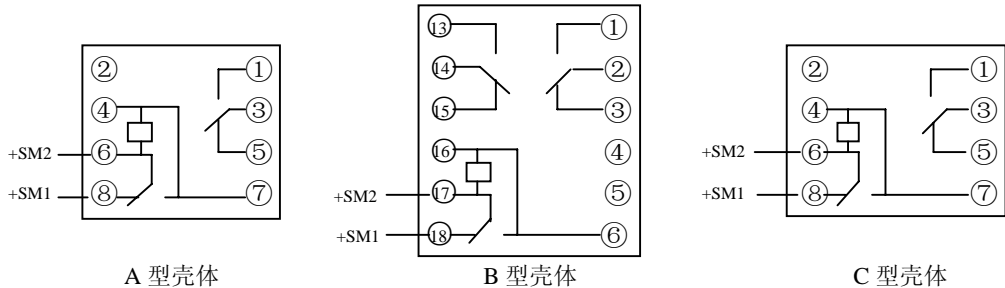 ② ①
④ ③
+SM2 ⑥ ⑤
+SM1 ⑧ ⑦
A 型壳体
⑬ ①
⑭ ②
⑮ ③
⑯ ④
+SM2 ⑰ ⑤
+SM1 ⑱ ⑥
B 型壳体
② ①
④ ③
+SM2 ⑥ ⑤
+SM1 ⑧ ⑦
C 型壳体